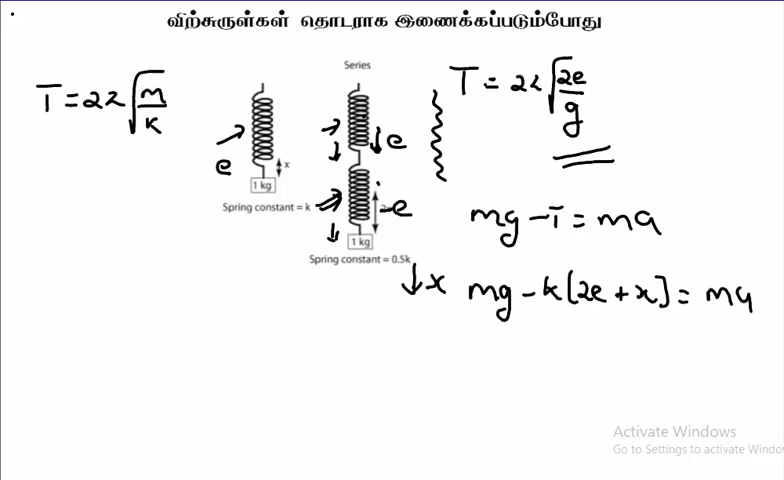 விற்சுருள்கள் தொடராக இணைக்கப்படும்போது
Series
T = 2π√(m/k)
T = 2π√(2e/g)
e
x
1 kg
Spring constant = k
e
e
1 kg
Spring constant = 0.5k
mg - T = ma
↓x mg - k[2e + x] = ma
Activate Windows
Go to Settings to activate Windo